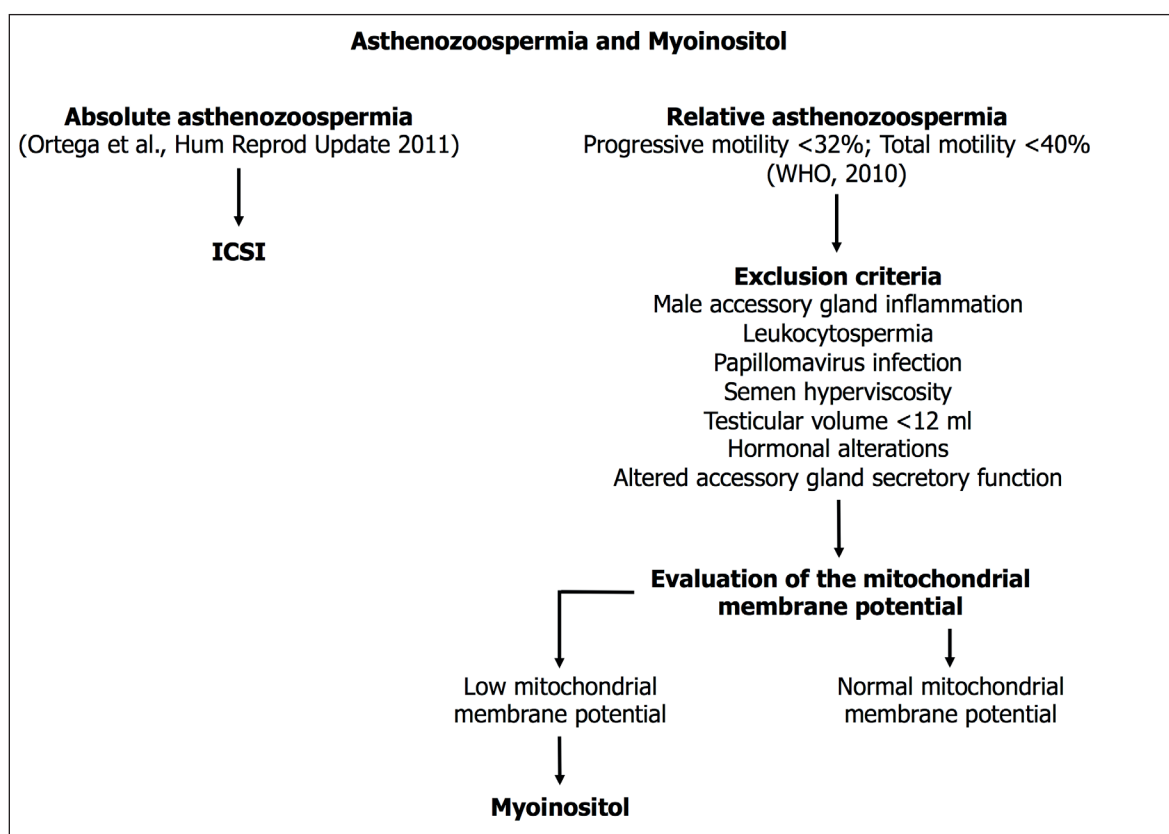 Asthenozoospermia and Myoinositol
Absolute asthenozoospermia
(Ortega et al., Hum Reprod Update 2011)
ICSI
Relative asthenozoospermia
Progressive motility <32%; Total motility <40%
(WHO, 2010)
Exclusion criteria
Male accessory gland inflammation
Leukocytospermia
Papillomavirus infection
Semen hyperviscosity
Testicular volume <12 ml
Hormonal alterations
Altered accessory gland secretory function
Evaluation of the mitochondrial
membrane potential
Low mitochondrial
membrane potential
Normal mitochondrial
membrane potential
Myoinositol